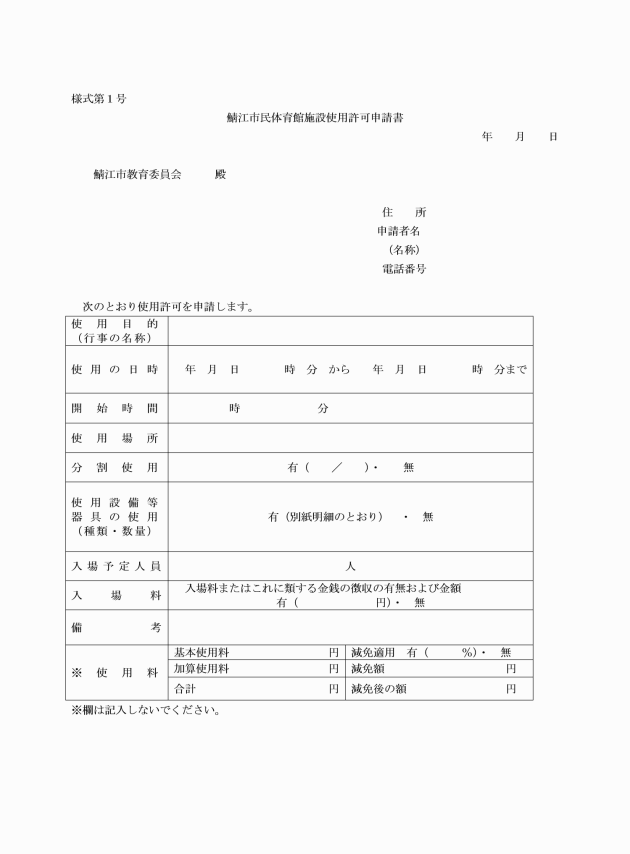 様式第1号
鯖江市民体育館施設使用許可申請書
年　月　日
鯖江市教育委員会　　殿
住　所
申請者名
（名称）
電話番号
次のとおり使用許可を申請します。
使用目的
（行事の名称）
使用の日時　年　月　日　　時　分　から　年　月　日　　時　分まで
開始時間　時　分
使用場所
分割使用　有（　／　）・　無
使用設備等
器具の使用　有（別紙明細のとおり）　・　無
（種類・数量）
入場予定人員　人
入場料またはこれに類する金銭の徴収の有無および金額
入場料
有（　　円）・　無
備考
基本使用料　円　減免適用　有（　　％）・　無
※使用料　加算使用料　円　減免額　円
合計　円　減免後の額　円
※欄は記入しないでください。